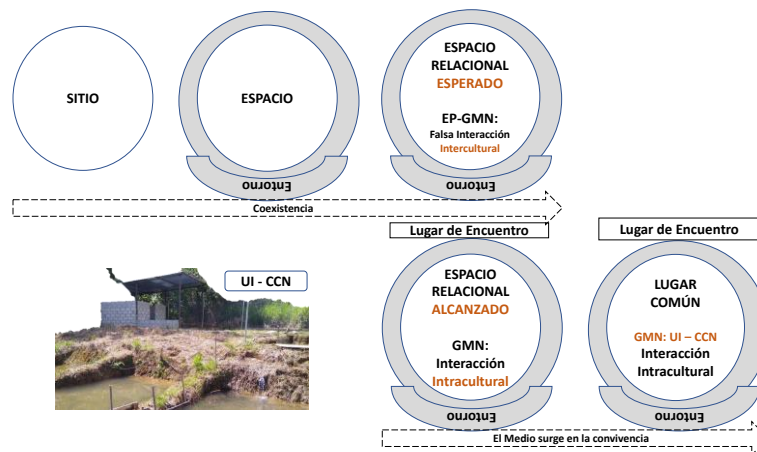 SITIO
ESPACIO
Entorno
ESPACIO
RELACIONAL
ESPERADO
EP-GMN:
Falsa Interacción
Intercultural
Entorno
Coexistencia
UI - CCN
Lugar de Encuentro
ESPACIO
RELACIONAL
ALCANZADO
GMN:
Interacción
Intracultural
Entorno
Lugar de Encuentro
LUGAR
COMÚN
GMN: UI – CCN
Interacción
Intracultural
Entorno
El Medio surge en la convivencia